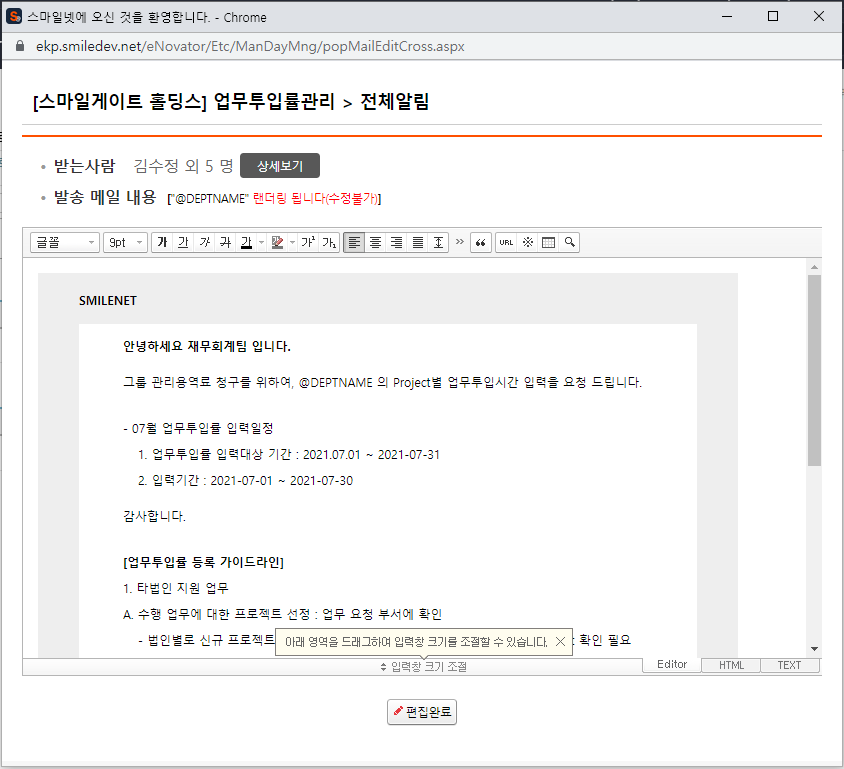 스마일넷에 오신 것을 환영합니다. - Chrome
ekp.smiledev.net/eNovator/Etc/ManDayMng/popMailEditCross.aspx
[스마일게이트 홀딩스] 업무투입률관리 > 전체알림
받는사람 김수정 외 5 명 상세보기
발송 메일 내용 ["@DEPTNAME" 랜더링 됩니다(수정불가)]
굴꼴 9pt 가 가 가 가 가 가¹ 가₁ URL
SMILENET
안녕하세요 재무회계팀 입니다.
그룹 관리용역료 청구를 위하여, @DEPTNAME 의 Project별 업무투입시간 입력을 요청 드립니다.
- 07월 업무투입률 입력일정
1. 업무투입률 입력대상 기간 : 2021.07.01 ~ 2021-07-31
2. 입력기간 : 2021-07-01 ~ 2021-07-30
감사합니다.
[업무투입률 등록 가이드라인]
1. 타법인 지원 업무
A. 수행 업무에 대한 프로젝트 선정 : 업무 요청 부서에 확인
- 법인별로 신규 프로젝트 : 확인 필요
아래 영역을 드래그하여 입력창 크기를 조절할 수 있습니다.
입력창 크기 조절
Editor HTML TEXT
편집완료